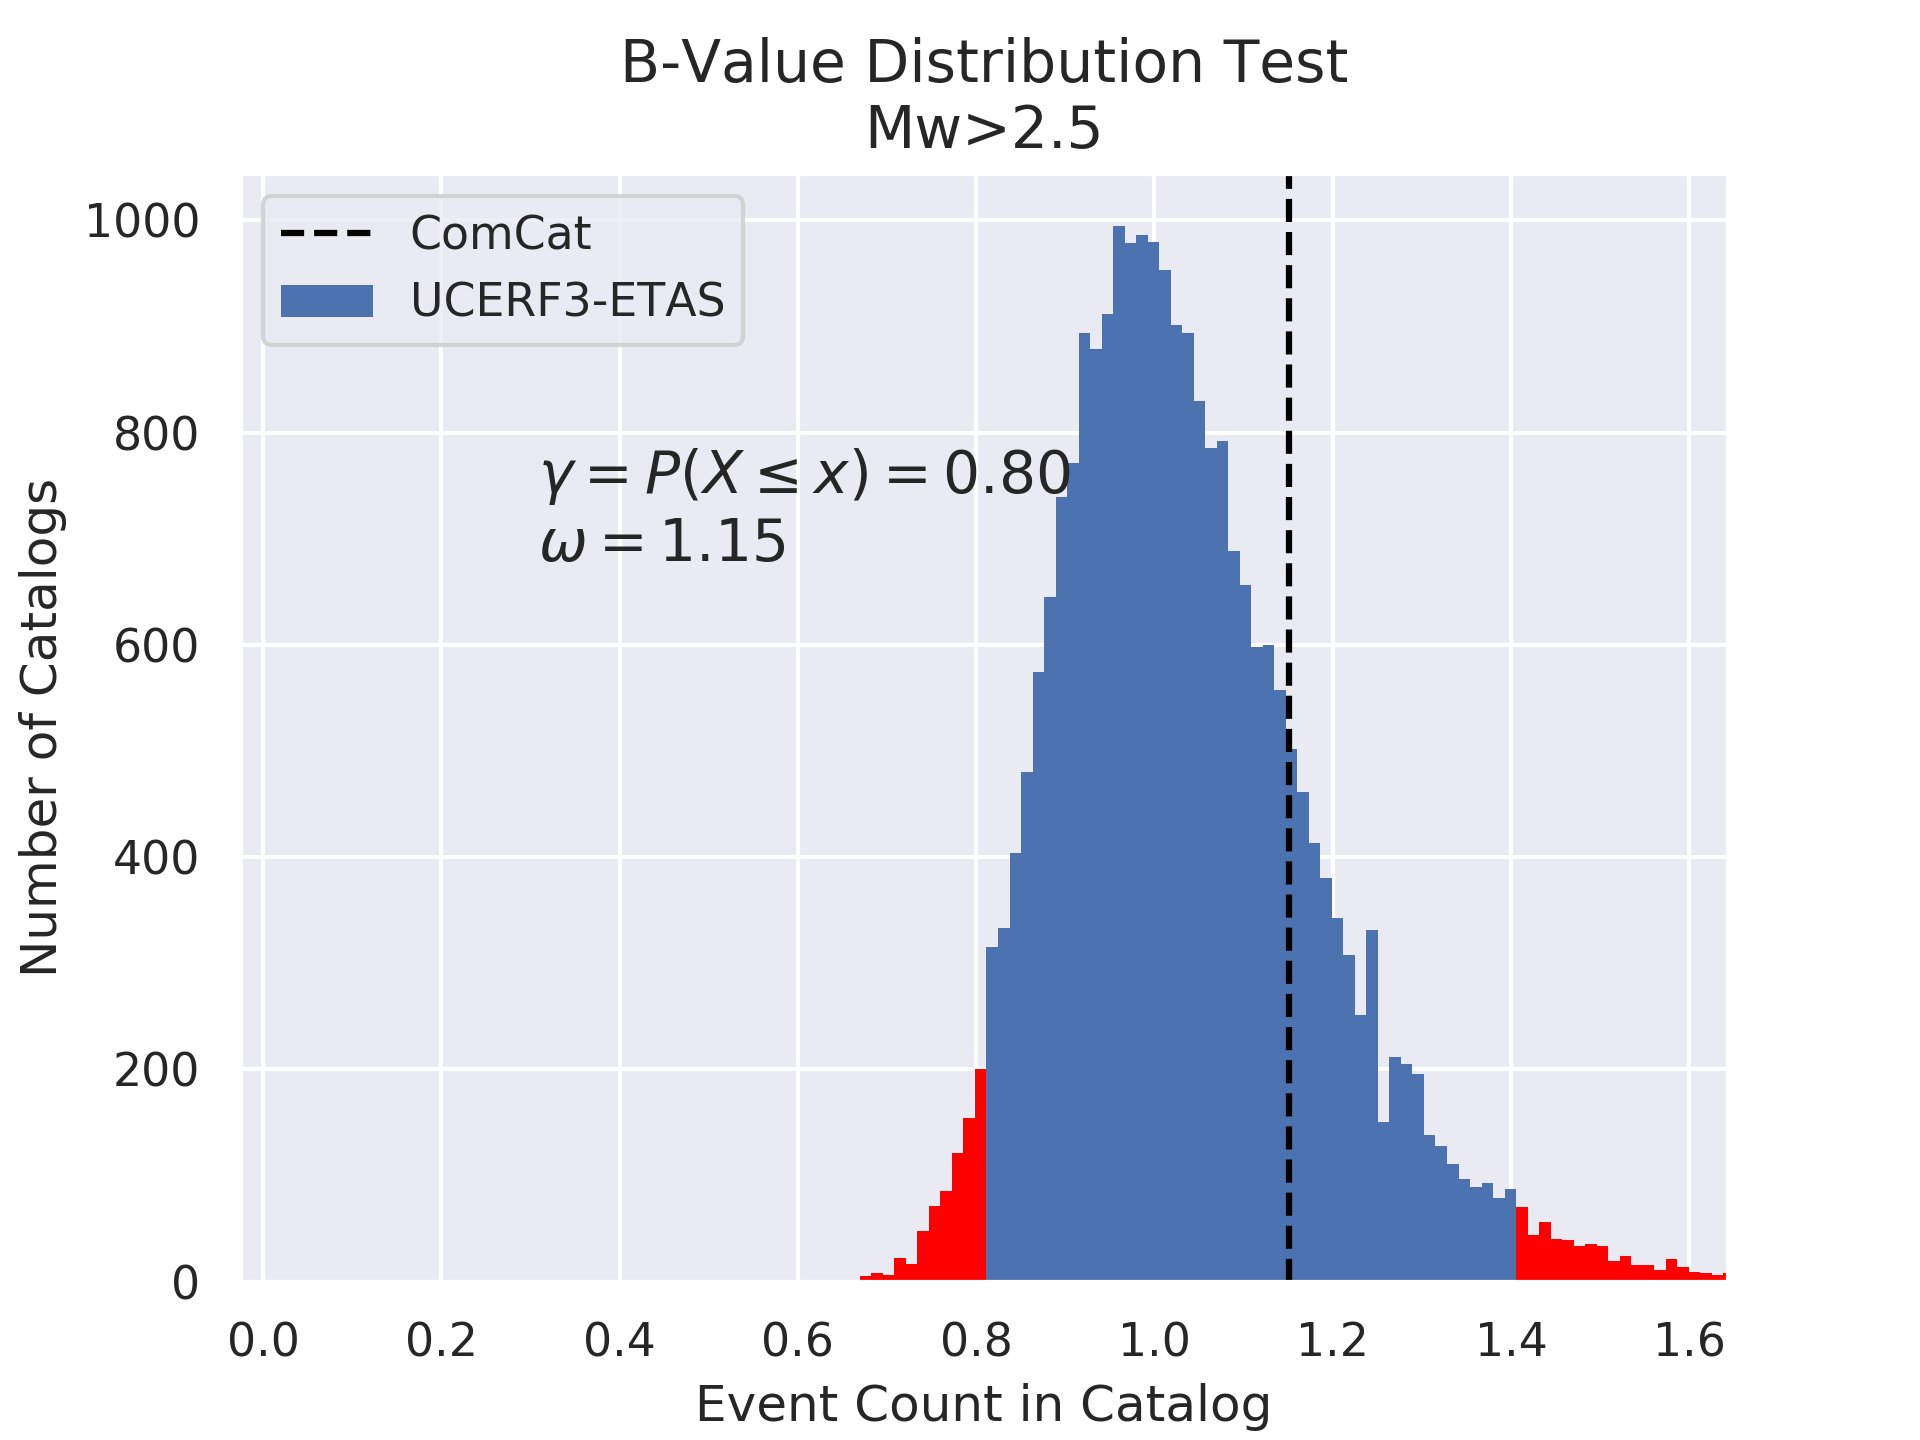 B-Value Distribution Test
Mw>2.5
1000
800
600
400
200
0
Number of Catalogs
ComCat
UCERF3-ETAS
γ = P(X ≤ x) = 0.80
ω = 1.15
0.0 0.2 0.4 0.6 0.8 1.0 1.2 1.4 1.6
Event Count in Catalog